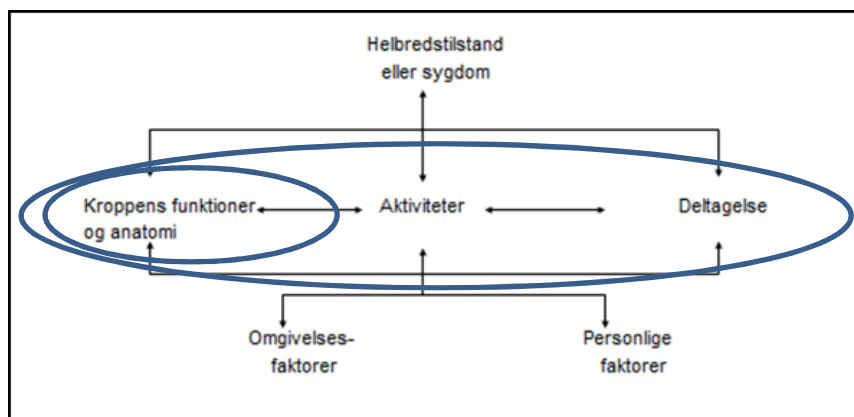 Helbredstilstand
eller sygdom
Kroppens funktioner
og anatomi
Aktiviteter
Deltagelse
Omgivelses-
faktorer
Personlige
faktorer